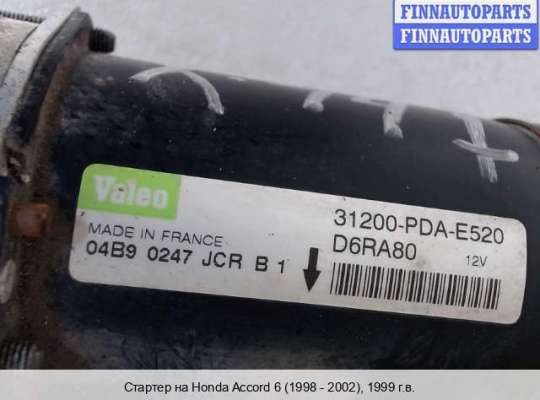 FINNAUTOPARTS
FINNAUTOPARTS
Valeo
MADE IN FRANCE
04B9 0247 JCR B 1
31200-PDA-E520
D6RA80 12V
Стартер на Honda Accord 6 (1998 - 2002), 1999 г.в.